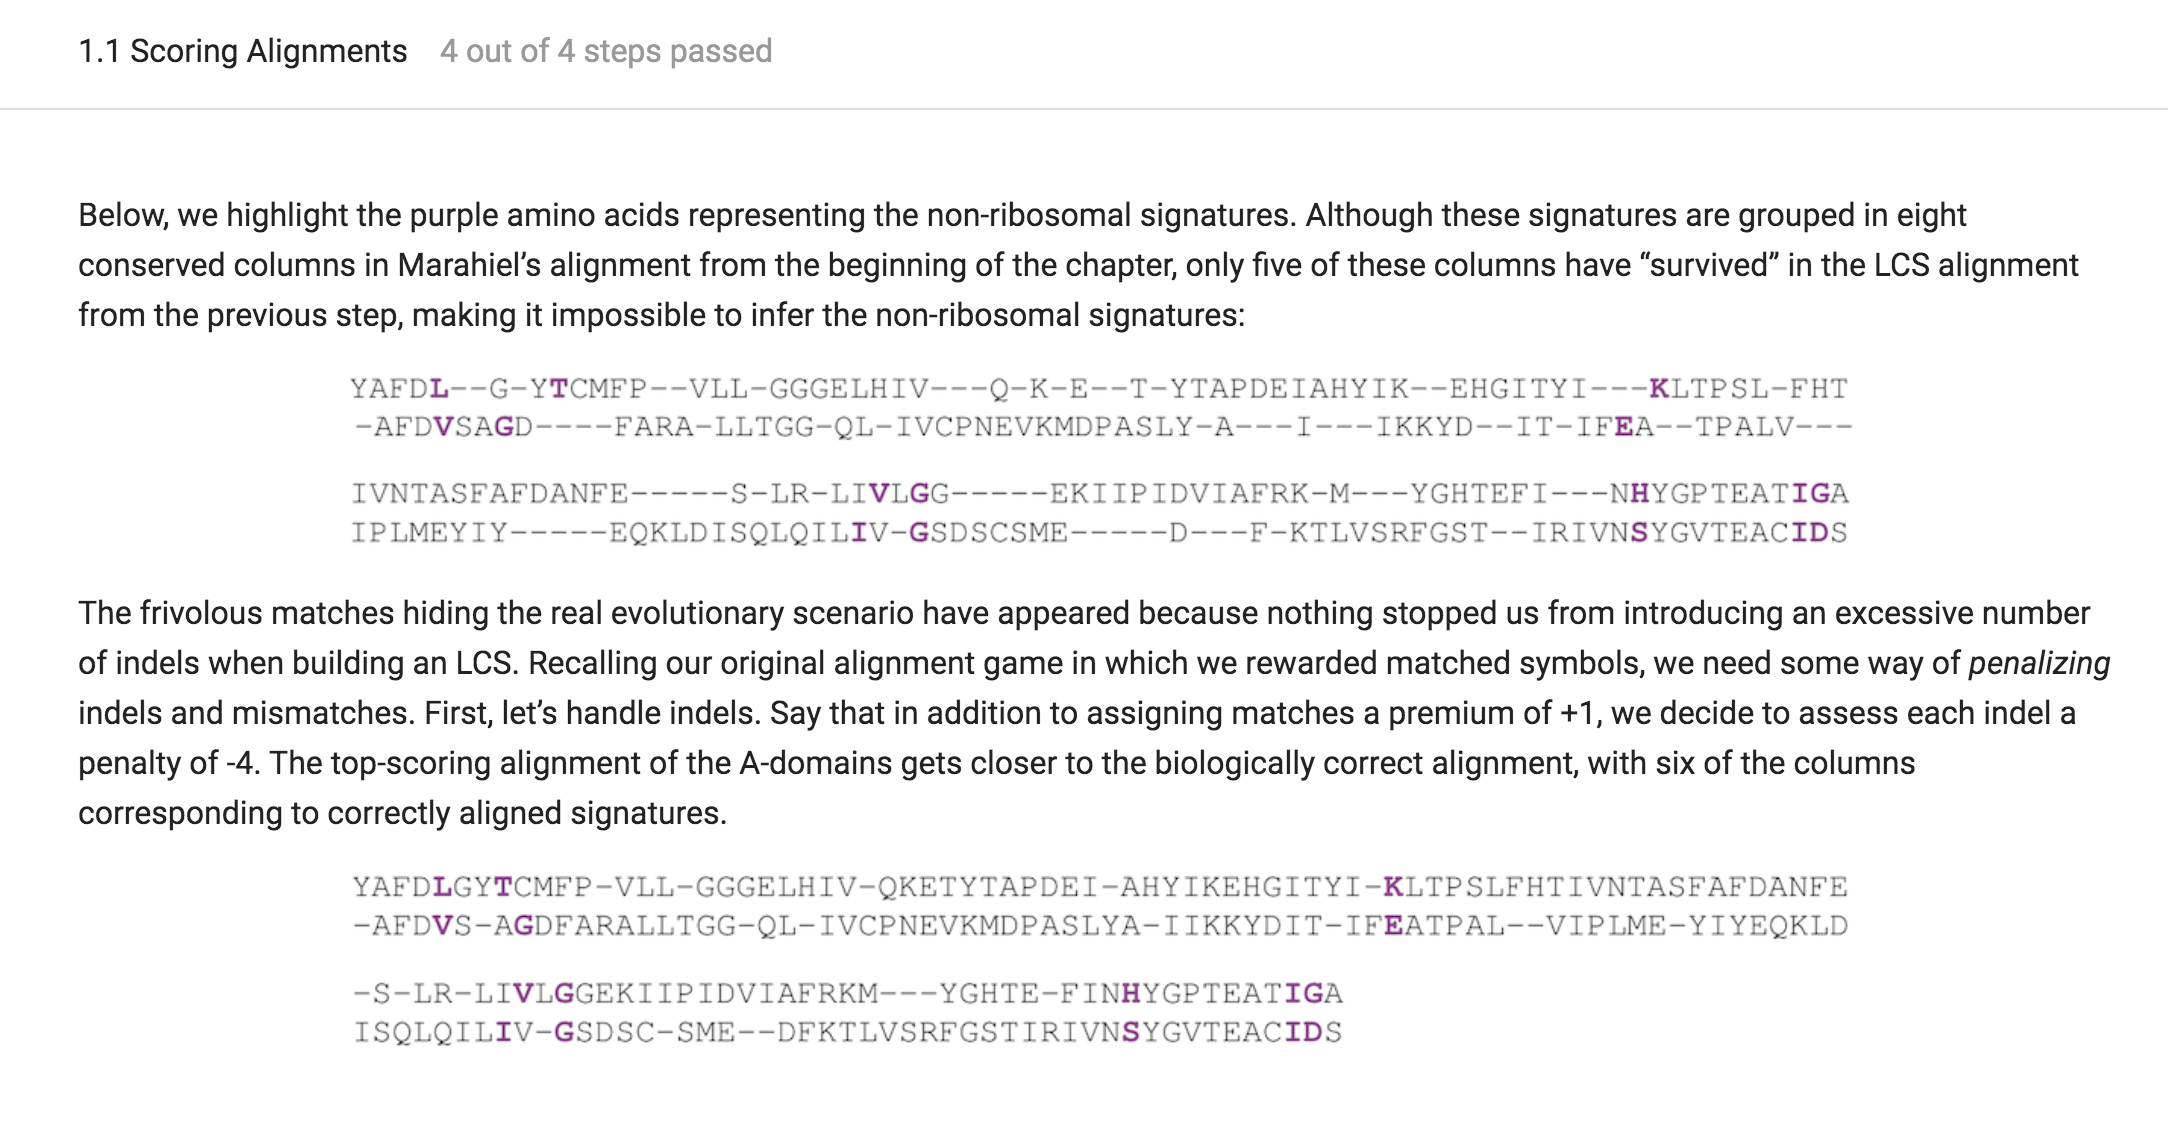 1.1 Scoring Alignments 4 out of 4 steps passed
Below, we highlight the purple amino acids representing the non-ribosomal signatures. Although these signatures are grouped in eight
conserved columns in Marahiel’s alignment from the beginning of the chapter, only five of these columns have “survived” in the LCS alignment
from the previous step, making it impossible to infer the non-ribosomal signatures:
YAFDL--G-YTCMFP--VLL-GGGELHIV---Q-K-E--T-YTAPDEIAHYIK--EHGITYI---KLTPSL-FHT
-AFDVSAGD----FARA-LLTGG-QL-IVCPNEVKMDPASLY-A---I---IKKYD--IT-IFEA--TPALV---
IVNTASFAFDANFE-----S-LR-LIVLGG-----EKIIPIDVIAFRK-M---YGHTEFI---NHYGPTEATIGA
IPLMEYIY-----EQKLDISQLQILIV-GSDSCSME-----D---F-KTLVSRFGST--IRIVNSYGVTEACIDS
The frivolous matches hiding the real evolutionary scenario have appeared because nothing stopped us from introducing an excessive number
of indels when building an LCS. Recalling our original alignment game in which we rewarded matched symbols, we need some way of penalizing
indels and mismatches. First, let’s handle indels. Say that in addition to assigning matches a premium of +1, we decide to assess each indel a
penalty of -4. The top-scoring alignment of the A-domains gets closer to the biologically correct alignment, with six of the columns
corresponding to correctly aligned signatures.
YAFDLGYTCMFP-VLL-GGGELHIV-QKETYTAPDEI-AHYIKEHGITYI-KLTPSLFHTIVNTASFAFDANFE
-AFDVS-AGDFARALLTGG-QL-IVCPNEVKMDPASLYA-IIKKYDIT-IFEATPAL--VIPLME-YIYEQKLD
-S-LR-LIVLGGEKIIPIDVIAFRKM---YGHTE-FINHYGPTEATIGA
ISQLQILIV-GSDSC-SME--DFKTLVSRFGSTIRIVNSYGVTEACIDS